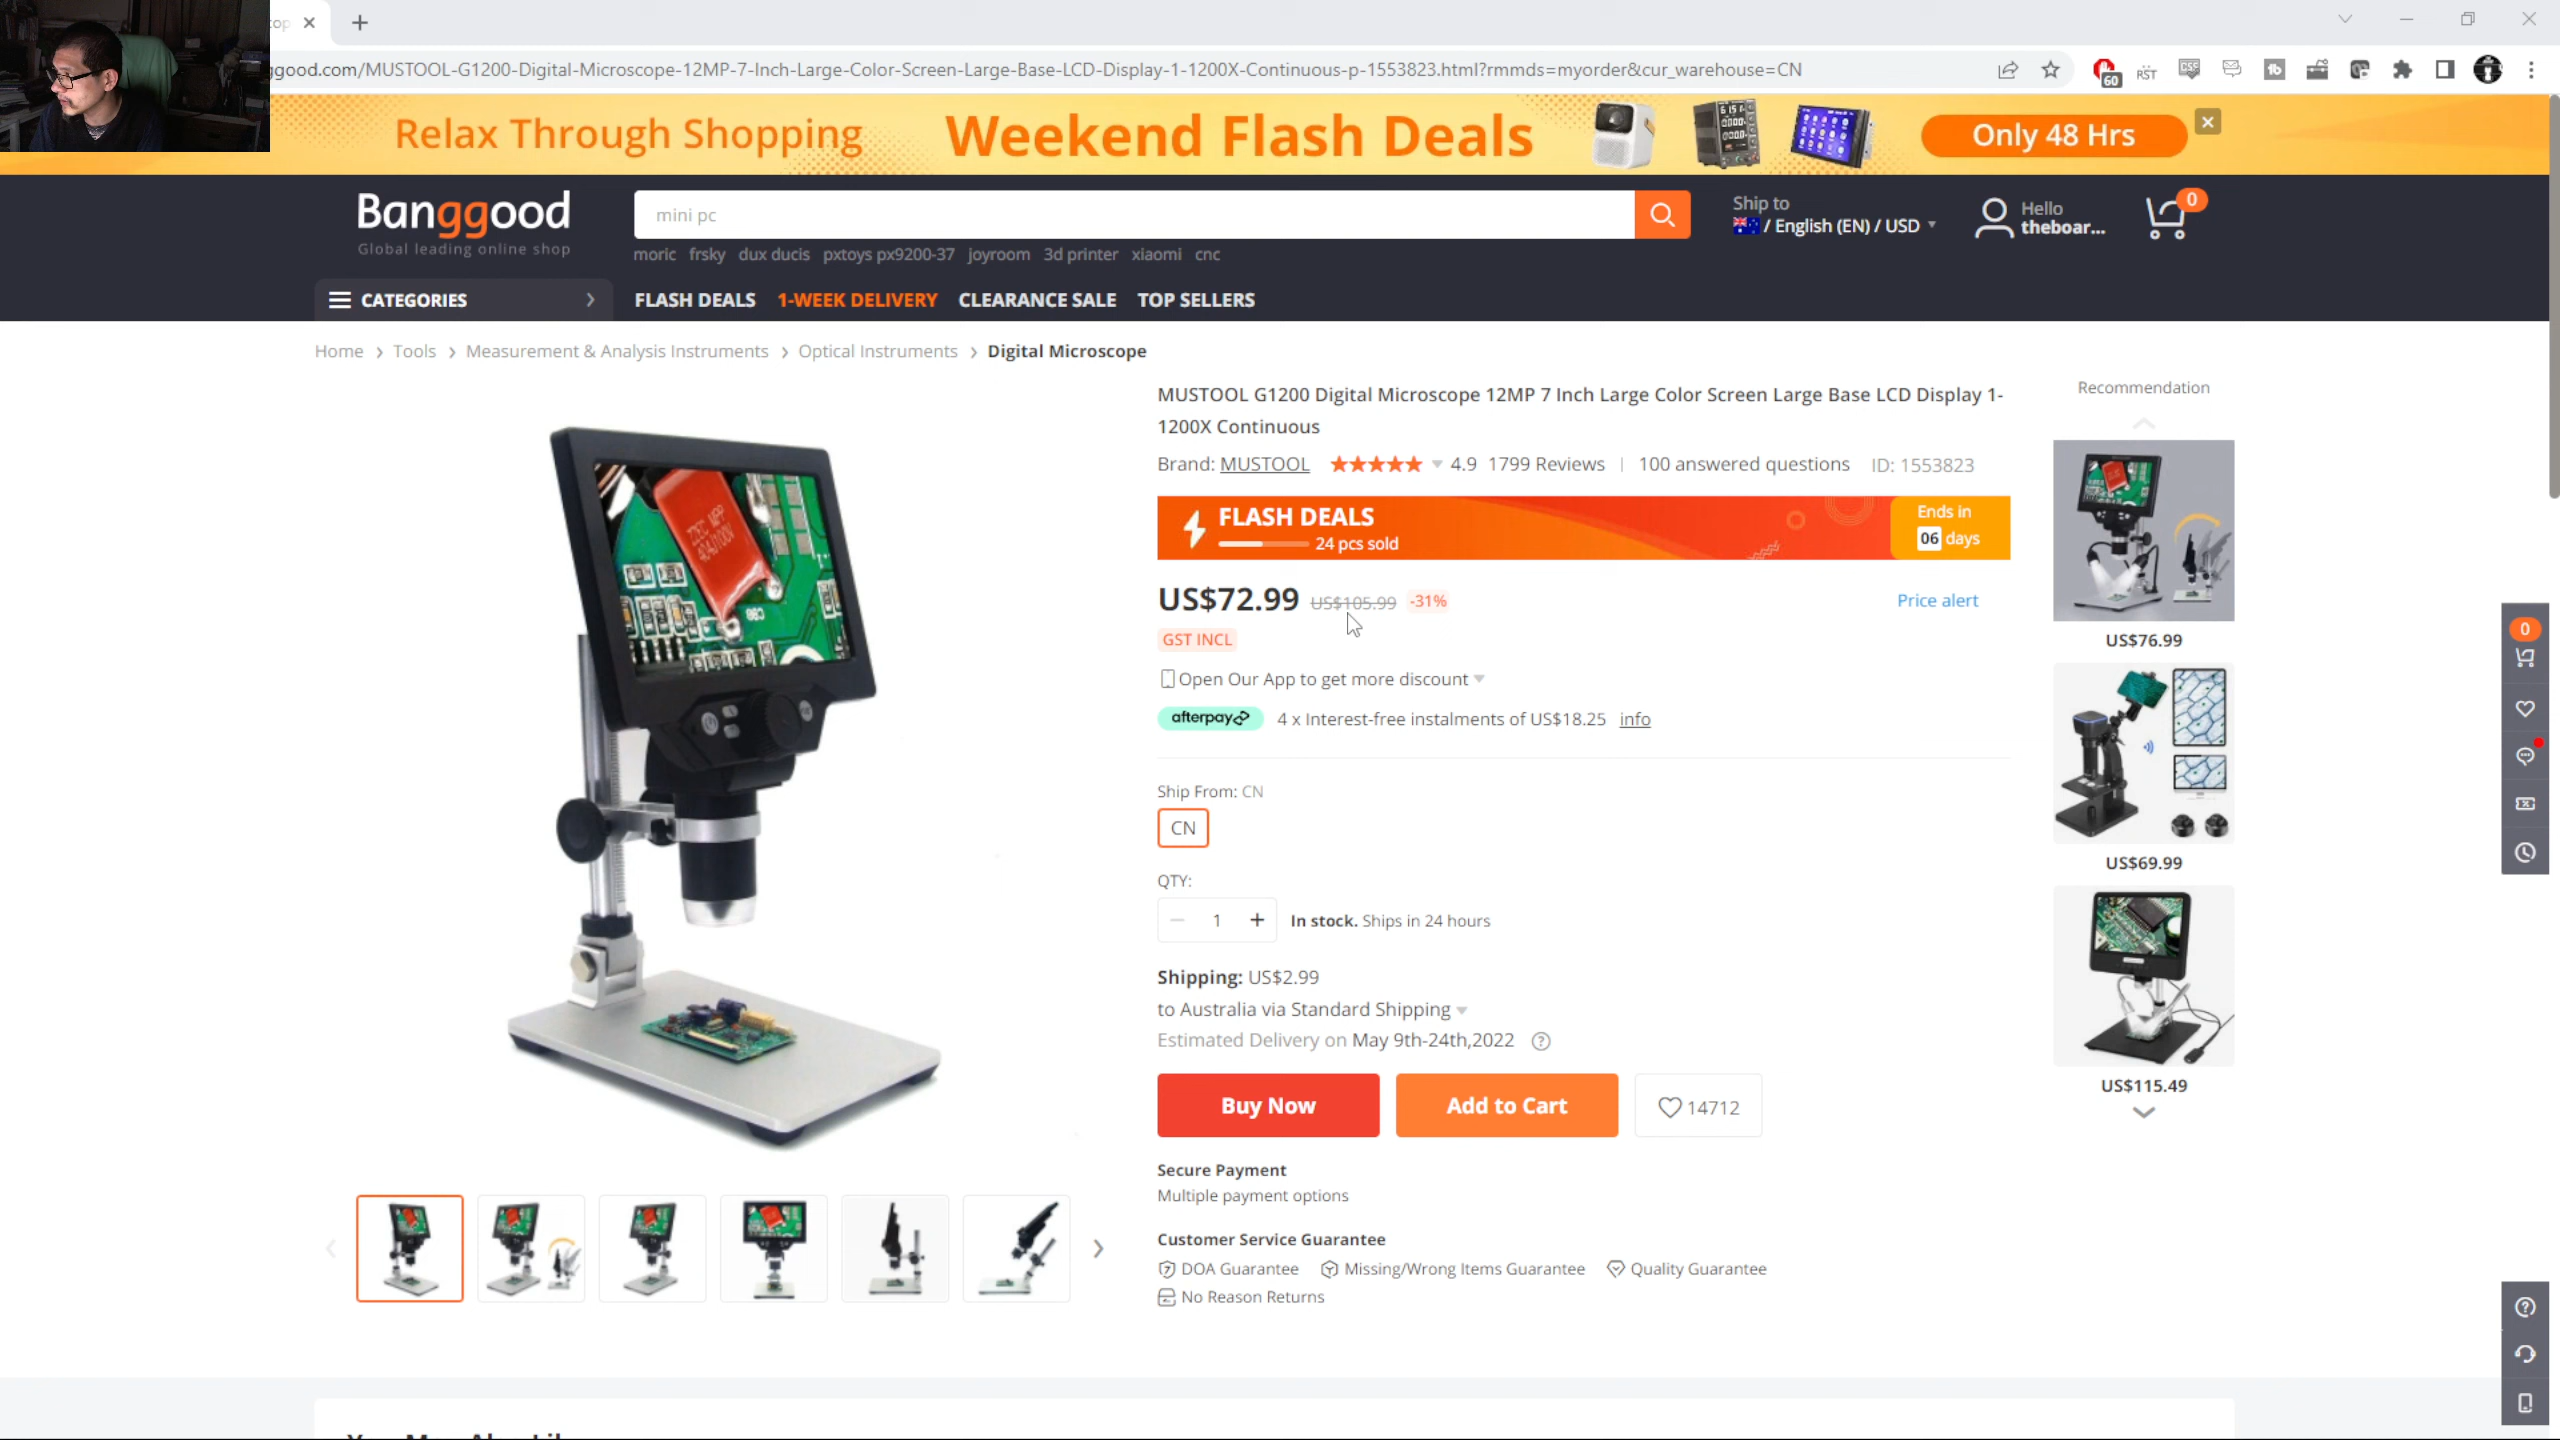 ggood.com/MUSTOOL-G1200-Digital-Microscope-12MP-7-Inch-Large-Color-Screen-Large-Base-LCD-Display-1-1200X-Continuous-p-1553823.html?rmmds=myorder&cur_warehouse=CN
60
RST
CSS
Relax Through Shopping
Weekend Flash Deals
Only 48 Hrs
Banggood
Global leading online shop
mini pc
Ship to
/ English (EN) / USD
Hello
theboar...
0
moric frsky dux ducis pxtoys px9200-37 joyroom 3d printer xiaomi cnc
CATEGORIES
FLASH DEALS 1-WEEK DELIVERY CLEARANCE SALE TOP SELLERS
Home > Tools > Measurement & Analysis Instruments > Optical Instruments > Digital Microscope
MUSTOOL G1200 Digital Microscope 12MP 7 Inch Large Color Screen Large Base LCD Display 1-
1200X Continuous
Brand: MUSTOOL 4.9 1799 Reviews | 100 answered questions ID: 1553823
FLASH DEALS
24 pcs sold
Ends in
06 days
US$72.99 US$105.99 -31%
Price alert
GST INCL
Open Our App to get more discount
afterpay 4 x Interest-free instalments of US$18.25 info
Ship From: CN
CN
QTY:
1 + In stock. Ships in 24 hours
Shipping: US$2.99
to Australia via Standard Shipping
Estimated Delivery on May 9th-24th,2022
Buy Now
Add to Cart
14712
Secure Payment
Multiple payment options
Customer Service Guarantee
DOA Guarantee Missing/Wrong Items Guarantee Quality Guarantee
No Reason Returns
Recommendation
US$76.99
US$69.99
US$115.49
0